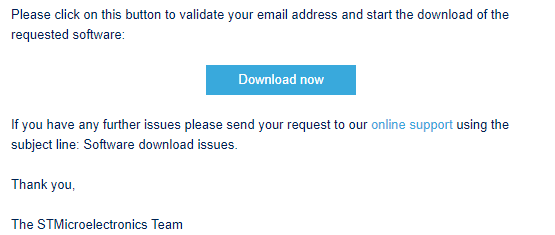 Please click on this button to validate your email address and start the download of the
requested software:
Download now
If you have any further issues please send your request to our online support using the
subject line: Software download issues.
Thank you,
The STMicroelectronics Team